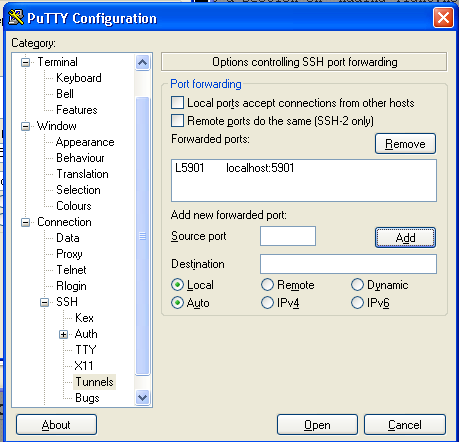 PuTTY Configuration
Category:
Terminal
Keyboard
Bell
Features
Window
Appearance
Behaviour
Translation
Selection
Colours
Connection
Data
Proxy
Telnet
Rlogin
SSH
Kex
Auth
TTY
X11
Tunnels
Bugs
Options controlling SSH port forwarding
Port forwarding
Local ports accept connections from other hosts
Remote ports do the same (SSH-2 only)
Forwarded ports:
Remove
L5901 localhost:5901
Add new forwarded port:
Source port
Add
Destination
Local Remote Dynamic
Auto IPv4 IPv6
About
Open
Cancel